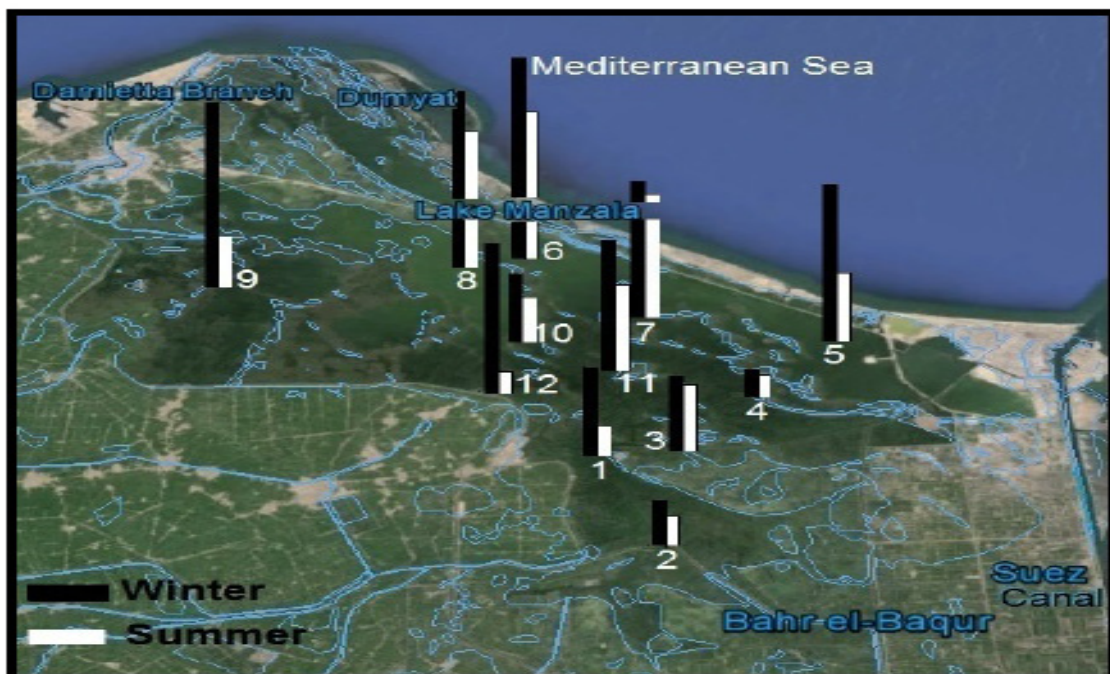 Mediterranean Sea
Damietta Branch
Dumyat
Lake Manzala
6
8
9
7
10
5
11
12
4
3
1
2
Winter
Summer
Suez
Canal
Bahr el-Baqur